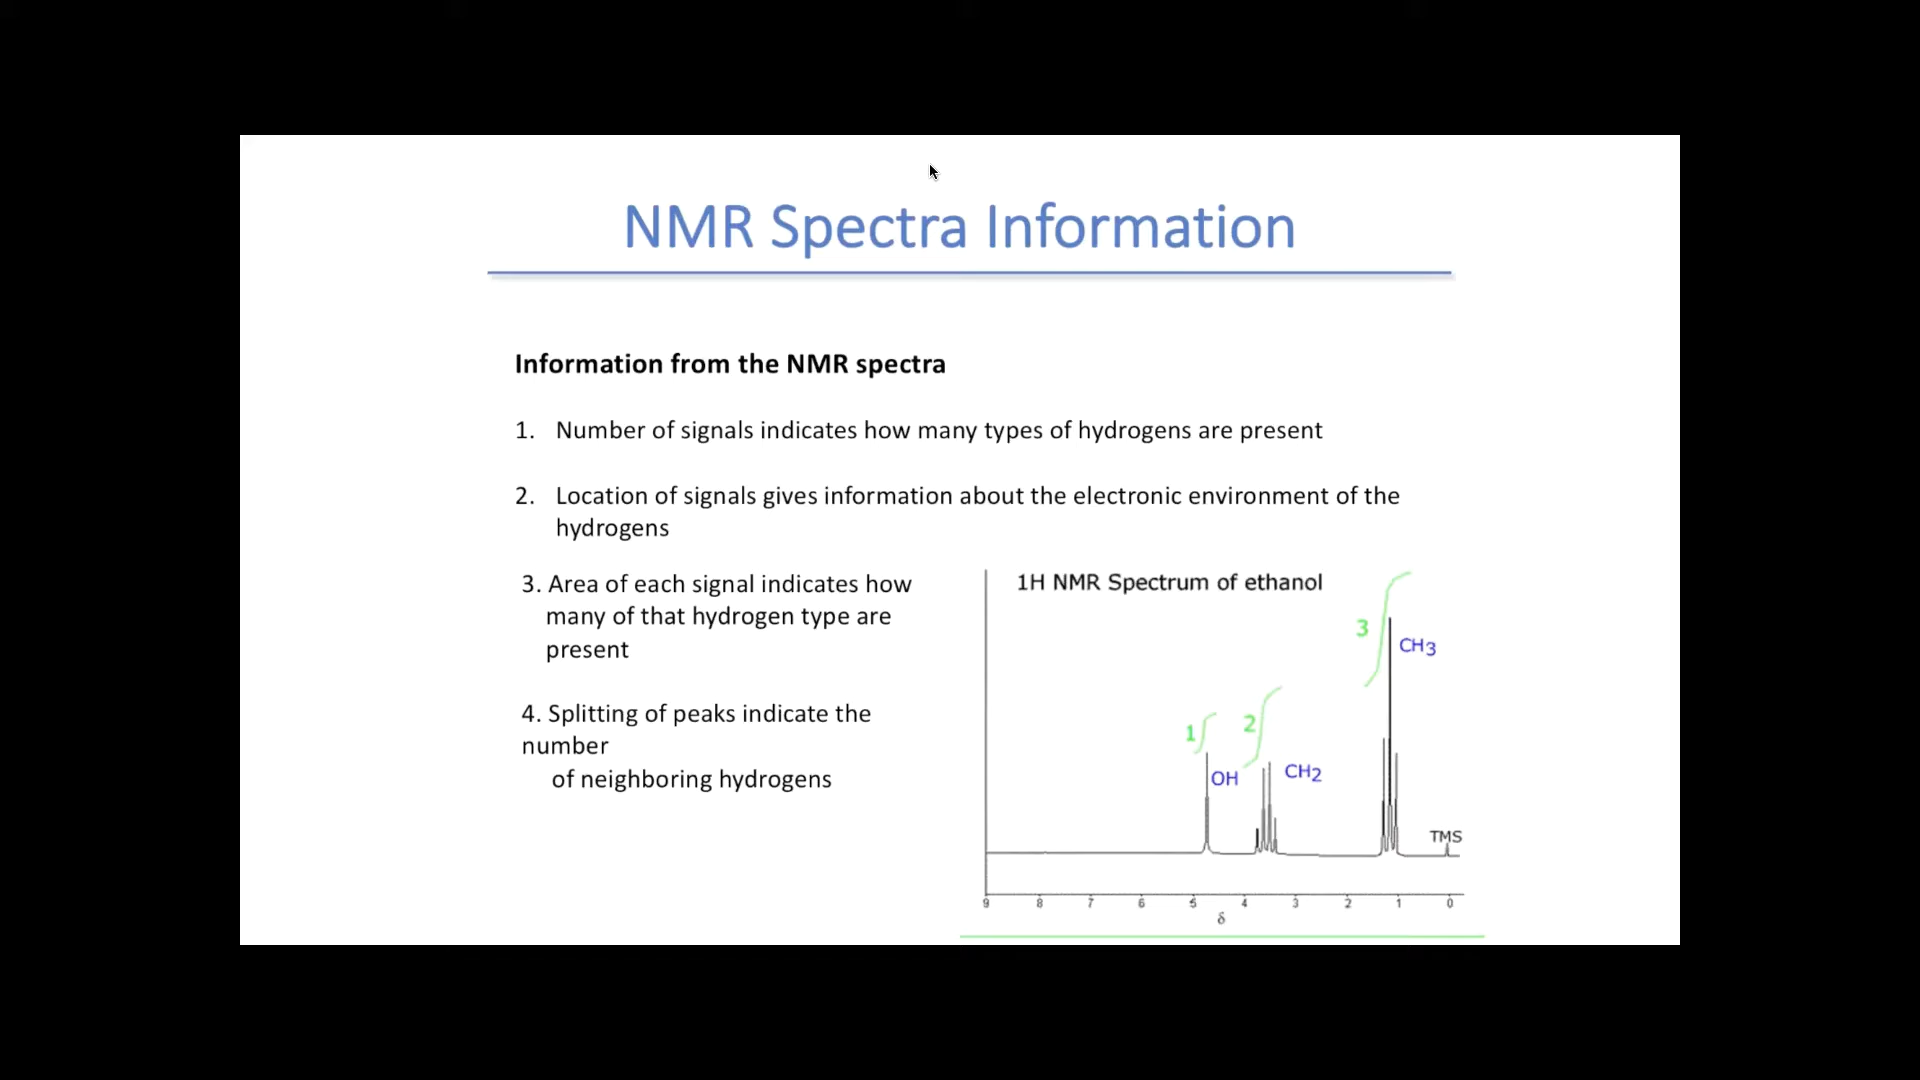 NMR Spectra Information
Information from the NMR spectra
1. Number of signals indicates how many types of hydrogens are present
2. Location of signals gives information about the electronic environment of the
hydrogens
3. Area of each signal indicates how
many of that hydrogen type are
present
4. Splitting of peaks indicate the
number
of neighboring hydrogens
1H NMR Spectrum of ethanol
3
CH3
1
2
OH
CH2
TMS
9 8 7 6 5 4 3 2 1 0
δ